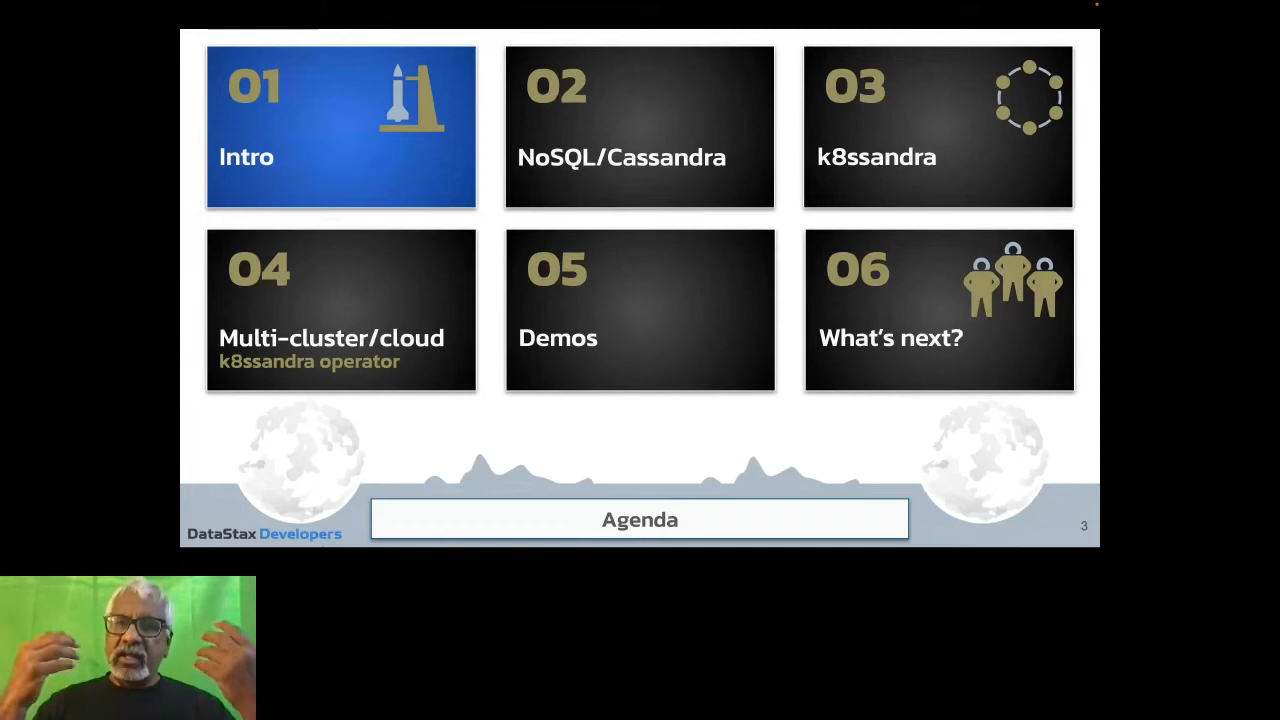 01
Intro
02
NoSQL/Cassandra
03
k8ssandra
04
Multi-cluster/cloud
k8ssandra operator
05
Demos
06
What's next?
Agenda
DataStax Developers
3